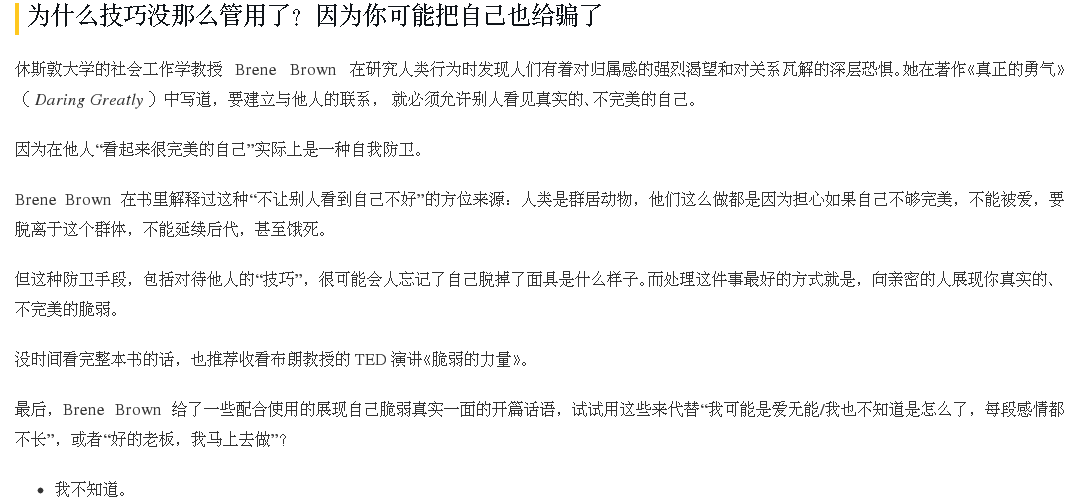 为什么技巧没那么管用了？因为你可能把自己也给骗了
休斯敦大学的社会工作学教授 Brene Brown 在研究人类行为时发现人们有着对归属感的强烈渴望和对关系瓦解的深层恐惧。她在著作《真正的勇气》
（Daring Greatly）中写道，要建立与他人的联系， 就必须允许别人看见真实的、不完美的自己。
因为在他人“看起来很完美的自己”实际上是一种自我防卫。
Brene Brown 在书里解释过这种“不让别人看到自己不好”的方位来源：人类是群居动物，他们这么做都是因为担心如果自己不够完美，不能被爱，要
脱离于这个群体，不能延续后代，甚至饿死。
但这种防卫手段，包括对待他人的“技巧”，很可能会人忘记了自己脱掉了面具是什么样子。而处理这件事最好的方式就是，向亲密的人展现你真实的、
不完美的脆弱。
没时间看完整本书的话，也推荐收看布朗教授的 TED 演讲《脆弱的力量》。
最后，Brene Brown 给了一些配合使用的展现自己脆弱真实一面的开篇话语，试试用这些来代替“我可能是爱无能/我也不知道是怎么了，每段感情都
不长”，或者“好的老板，我马上去做”？
• 我不知道。